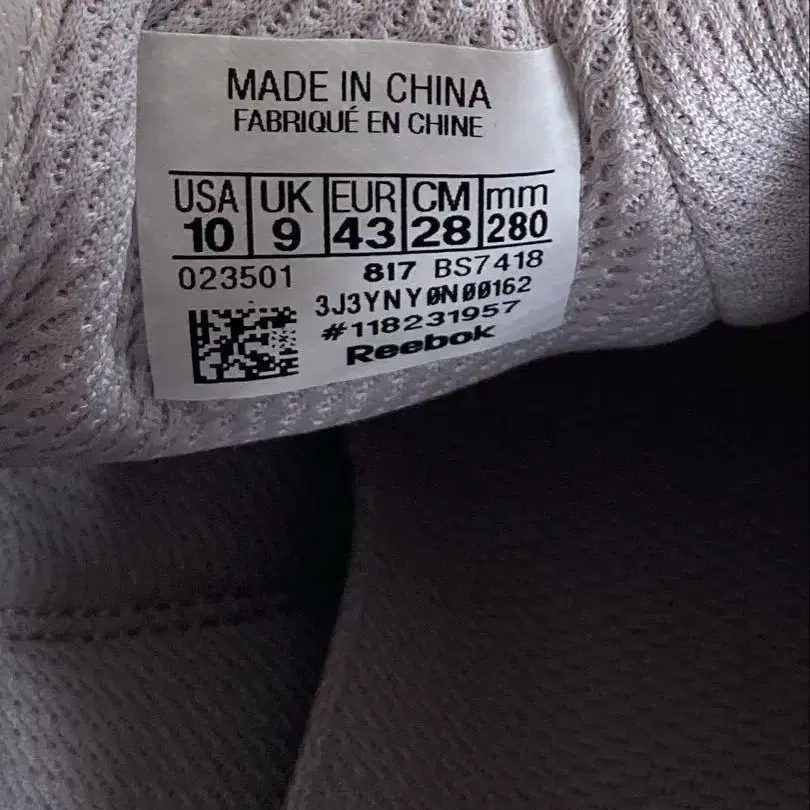 MADE IN CHINA
FABRIQUÉ EN CHINE
USA UK EUR CM mm
10 9 43 28 280
023501 817 BS7418
3J3YNY0N00162
#118231957
Reebok